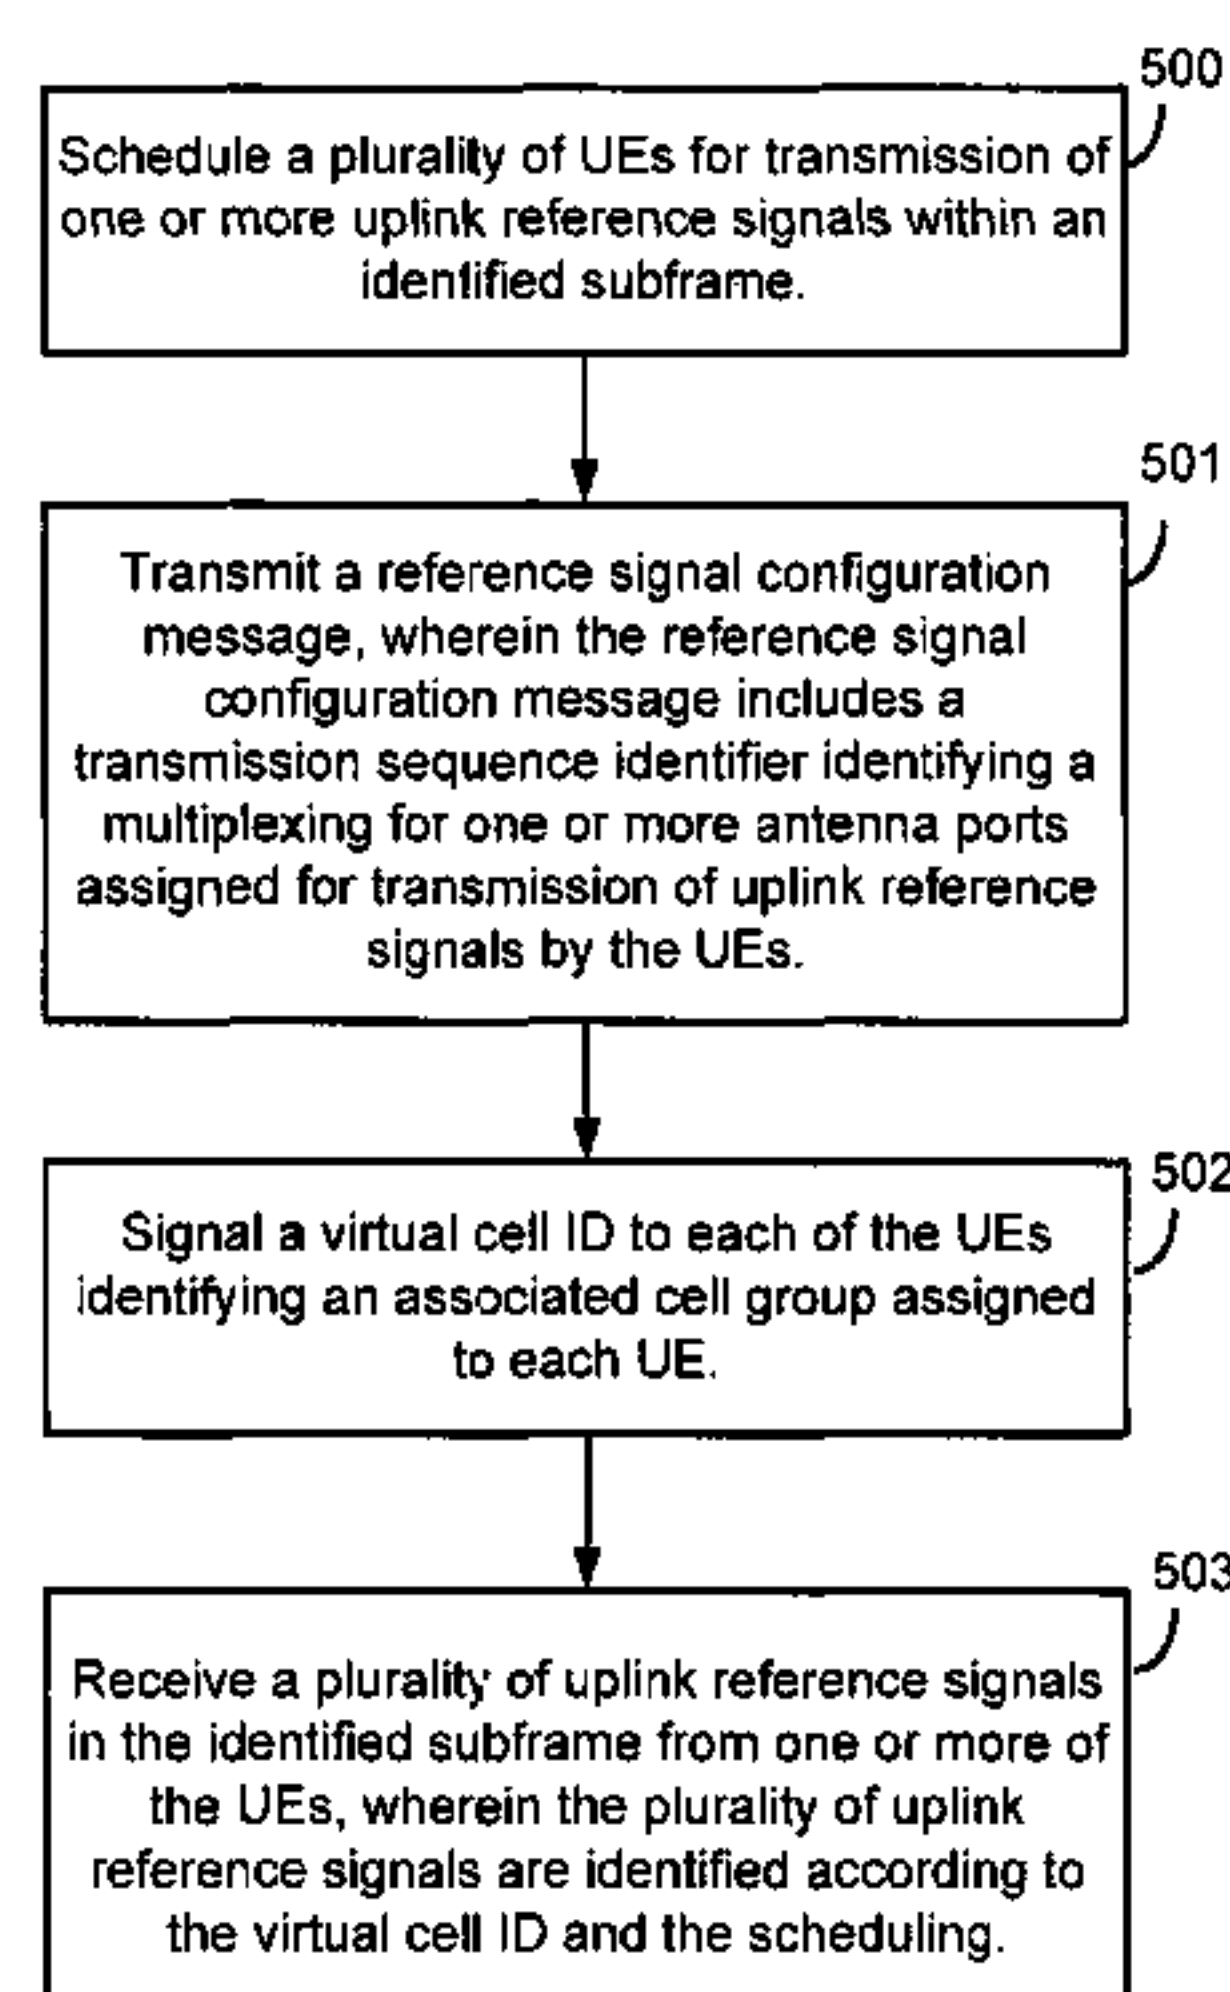 500
Schedule a plurality of UEs for transmission of
one or more uplink reference signals within an
identified subframe.
501
Transmit a reference signal configuration
message, wherein the reference signal
configuration message includes a
transmission sequence identifier identifying a
multiplexing for one or more antenna ports
assigned for transmission of uplink reference
signals by the UEs.
502
Signal a virtual cell ID to each of the UEs
identifying an associated cell group assigned
to each UE.
503
Receive a plurality of uplink reference signals
in the identified subframe from one or more of
the UEs, wherein the plurality of uplink
reference signals are identified according to
the virtual cell ID and the scheduling.